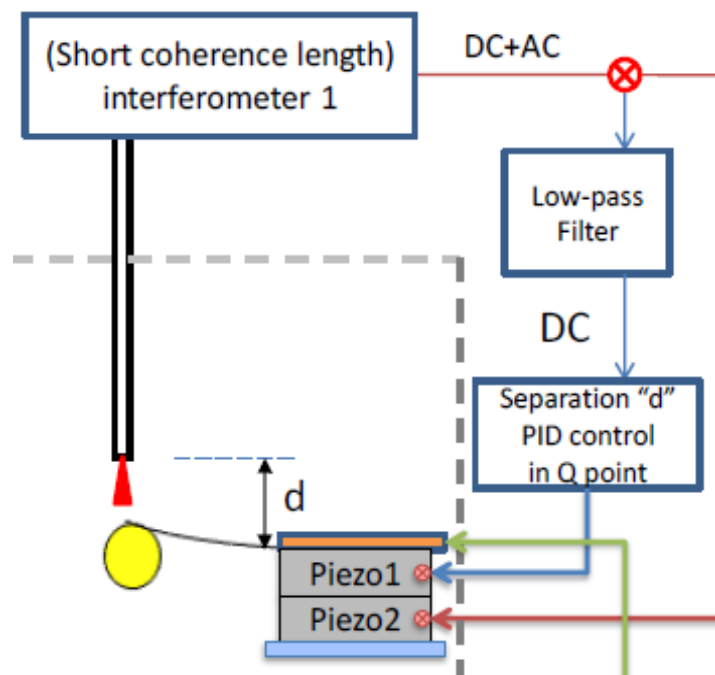 (Short coherence length)
interferometer 1
DC+AC
Low-pass
Filter
DC
Separation “d”
PID control
in Q point
d
Piezo1
Piezo2